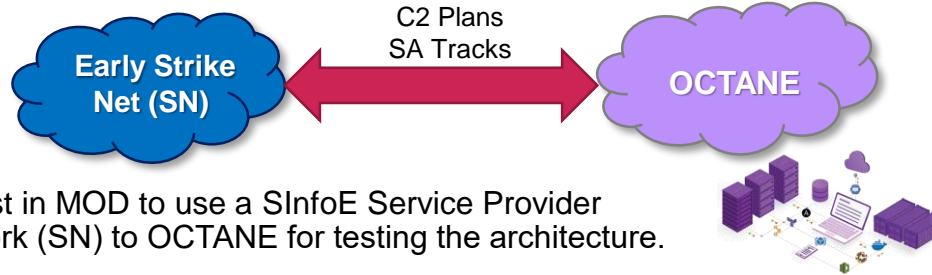 C2 Plans
SA Tracks
Early Strike
Net (SN)
OCTANE
st in MOD to use a SInfoE Service Provider
rk (SN) to OCTANE for testing the architecture.